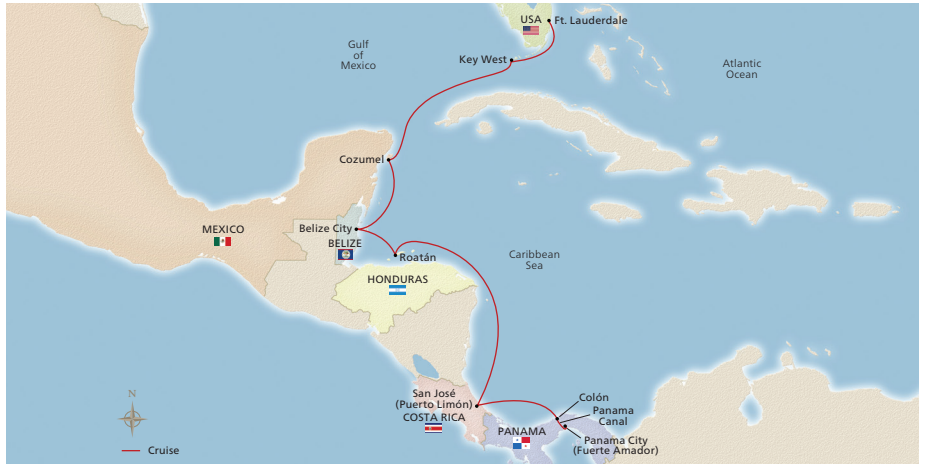 USA
Ft. Lauderdale
Gulf
of
Mexico
Key West
Atlantic
Ocean
Cozumel
MEXICO
Belize City
BELIZE
Roatán
Caribbean
Sea
HONDURAS
San José
(Puerto Limón)
COSTA RICA
Colón
Panama
Canal
PANAMA
Panama City
(Fuerte Amador)
N
Cruise